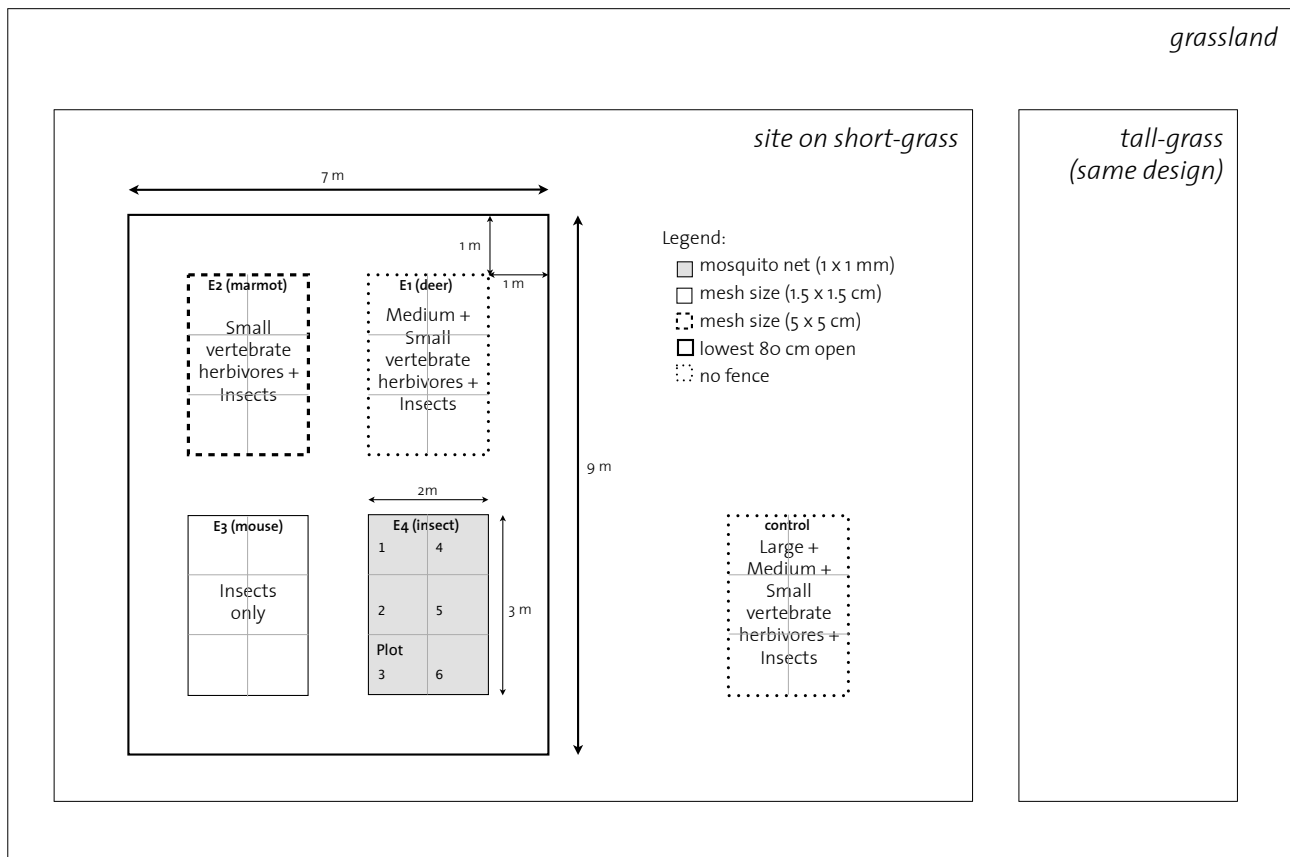 grassland
site on short-grass
tall-grass
(same design)
7 m
1 m
1 m
Legend:
mosquito net (1 x 1 mm)
mesh size (1.5 x 1.5 cm)
mesh size (5 x 5 cm)
lowest 80 cm open
no fence
E2 (marmot)
Small
vertebrate
herbivores +
Insects
E1 (deer)
Medium +
Small
vertebrate
herbivores +
Insects
9 m
2m
E3 (mouse)
Insects
only
E4 (insect)
1 4
2 5
Plot
3 6
3 m
control
Large +
Medium +
Small
vertebrate
herbivores +
Insects